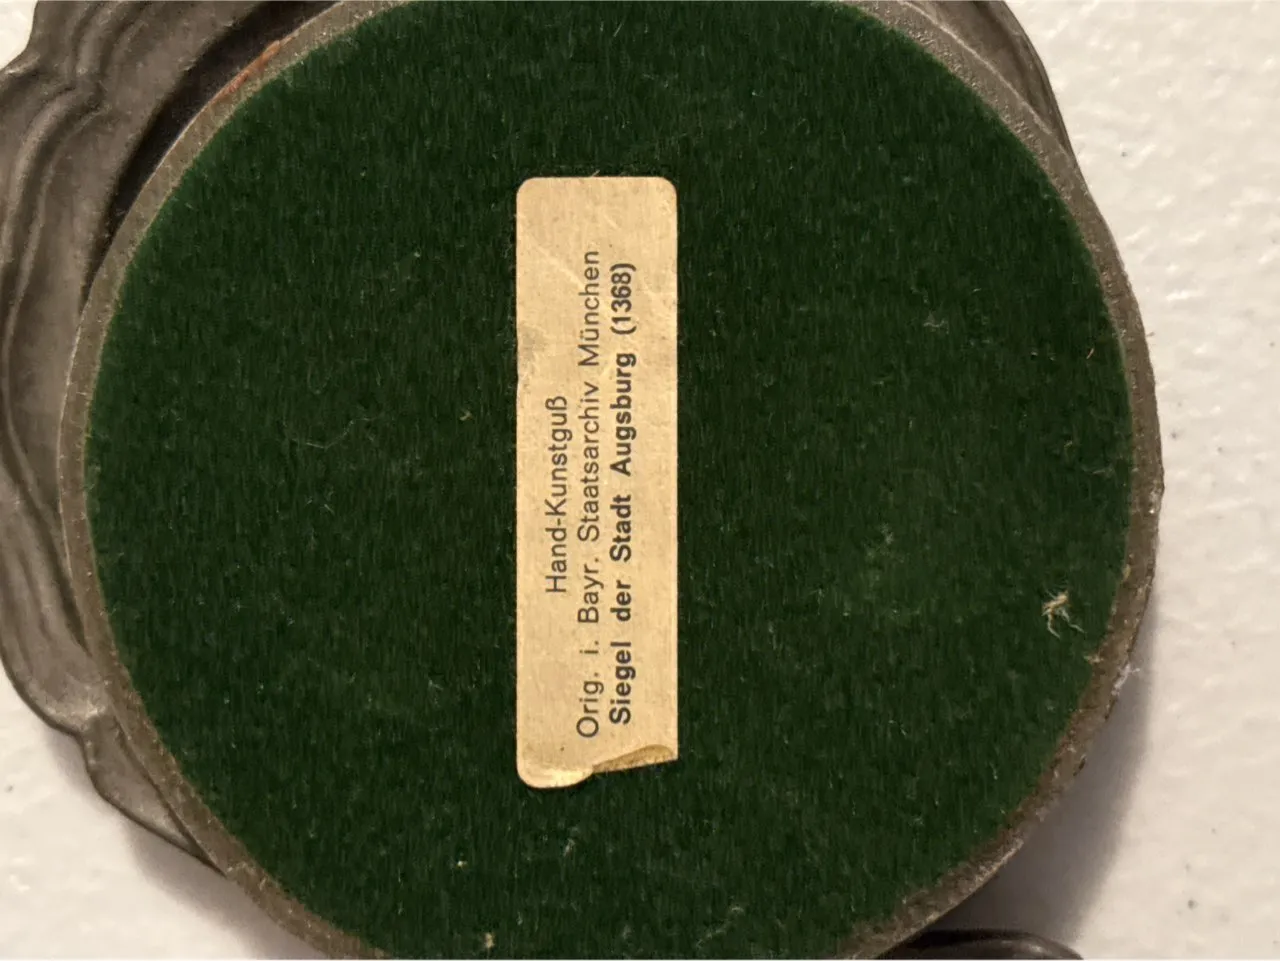 Hand-Kunstguß
Orig. i. Bayr. Staatsarchiv München
Siegel der Stadt Augsburg (1368)